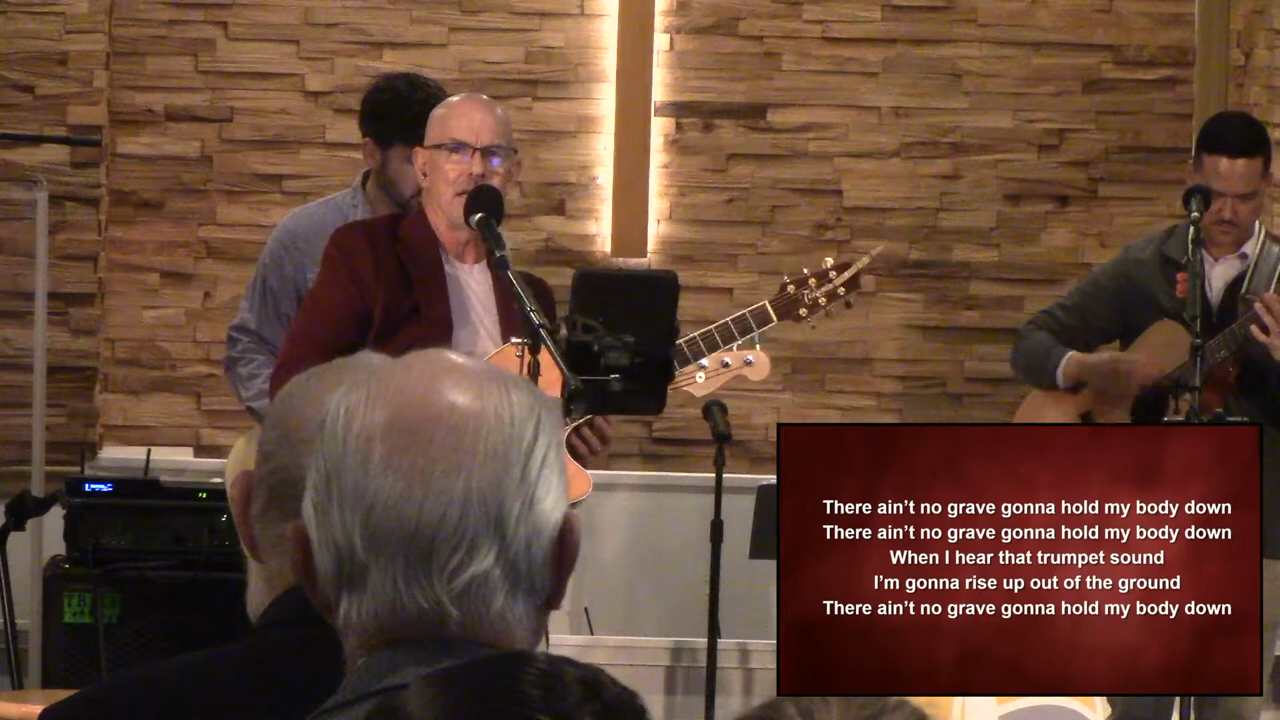 There ain't no grave gonna hold my body down
There ain't no grave gonna hold my body down
When I hear that trumpet sound
I'm gonna rise up out of the ground
There ain't no grave gonna hold my body down